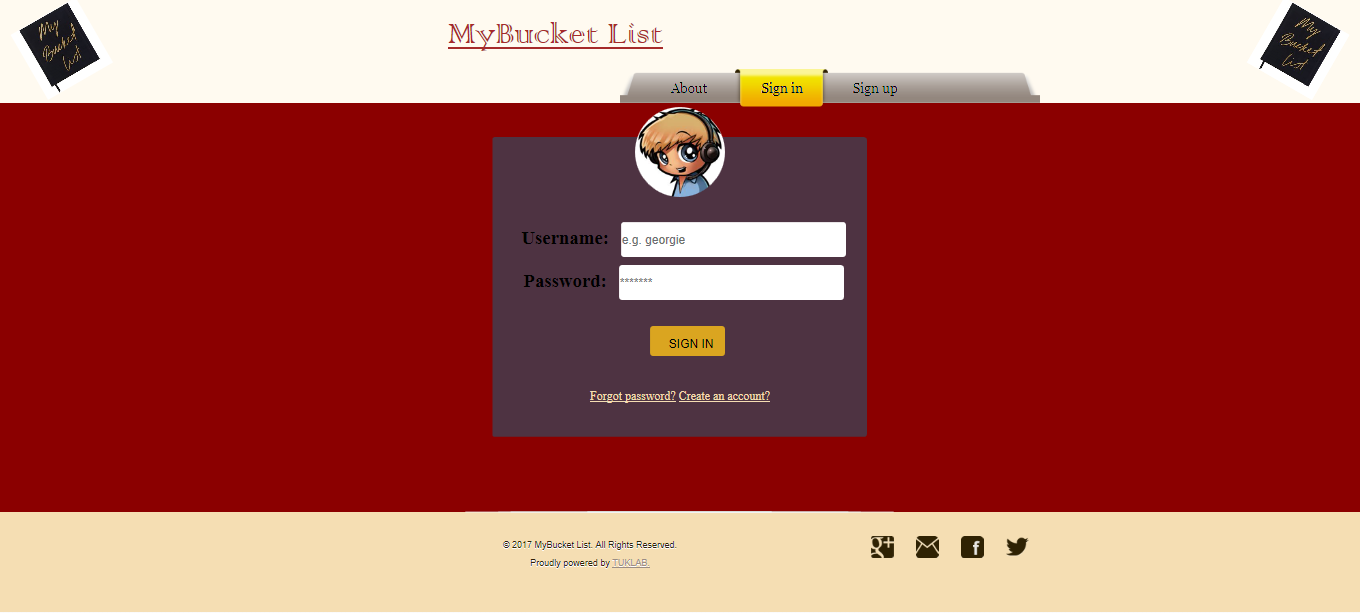 My
Bucket
List
MyBucket List
My
Bucket
List
About Sign in Sign up
Username: e.g. georgie
Password: *******
SIGN IN
Forgot password? Create an account?
© 2017 MyBucket List. All Rights Reserved.
Proudly powered by TUKLAB.
g+ f